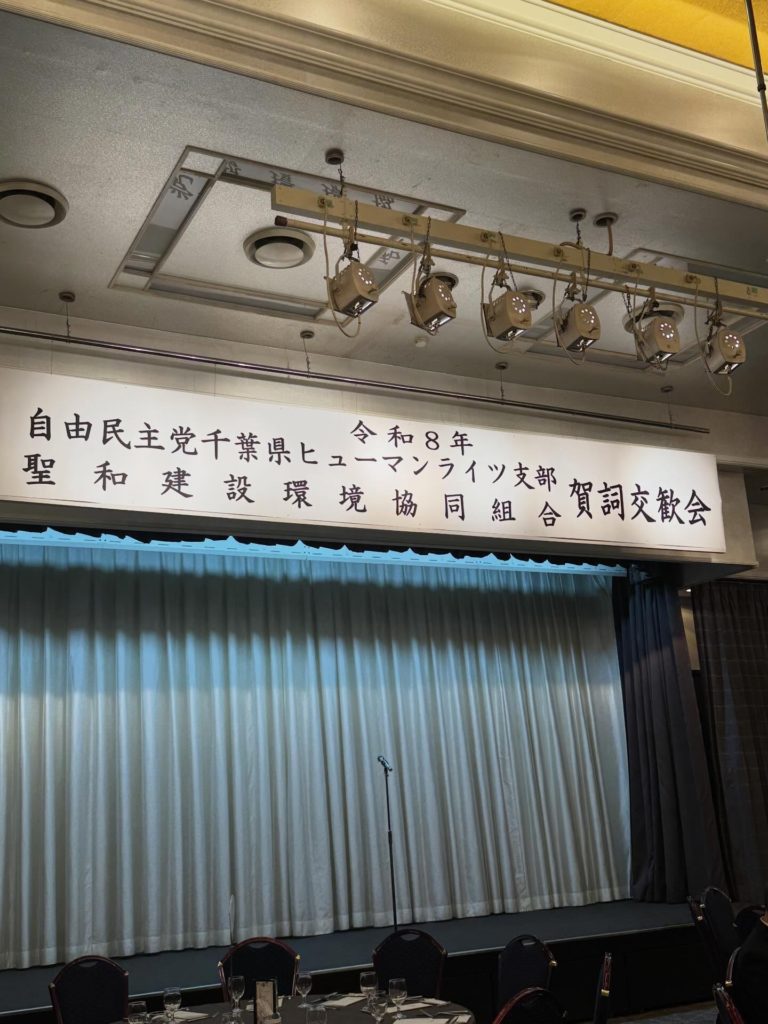 令和8年
自由民主党千葉県ヒューマンライツ支部
聖和建設環境協同組合
賀詞交歓会